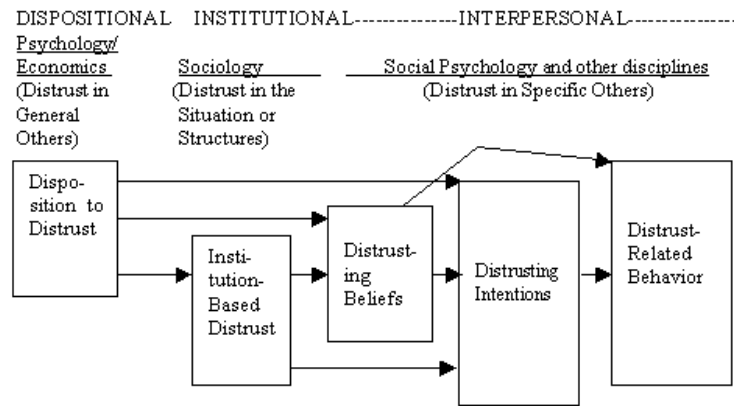 DISPOSITIONAL INSTITUTIONAL-------------INTERPERSONAL--------------
Psychology/
Economics
(Distrust in
General
Others)
Sociology
(Distrust in the
Situation or
Structures)
Social Psychology and other disciplines
(Distrust in Specific Others)
Dispo-
sition to
Distrust
Insti-
tution-
Based
Distrust
Distrust-
ing
Beliefs
Distrusting
Intentions
Distrust-
Related
Behavior